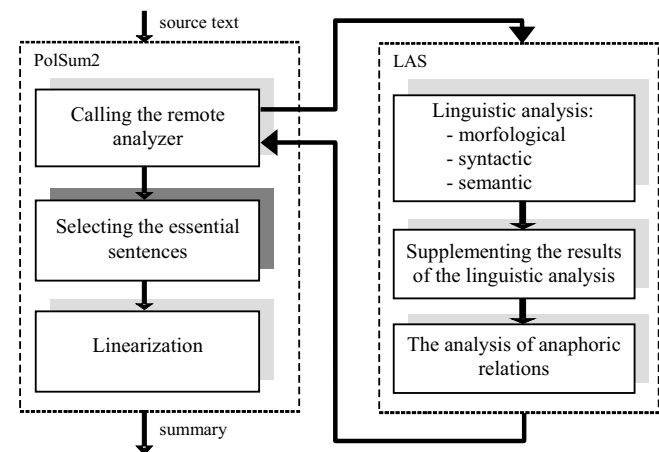 source text
PolSum2
Calling the remote
analyzer
Selecting the essential
sentences
Linearization
summary
LAS
Linguistic analysis:
- morfological
- syntactic
- semantic
Supplementing the results
of the linguistic analysis
The analysis of anaphoric
relations